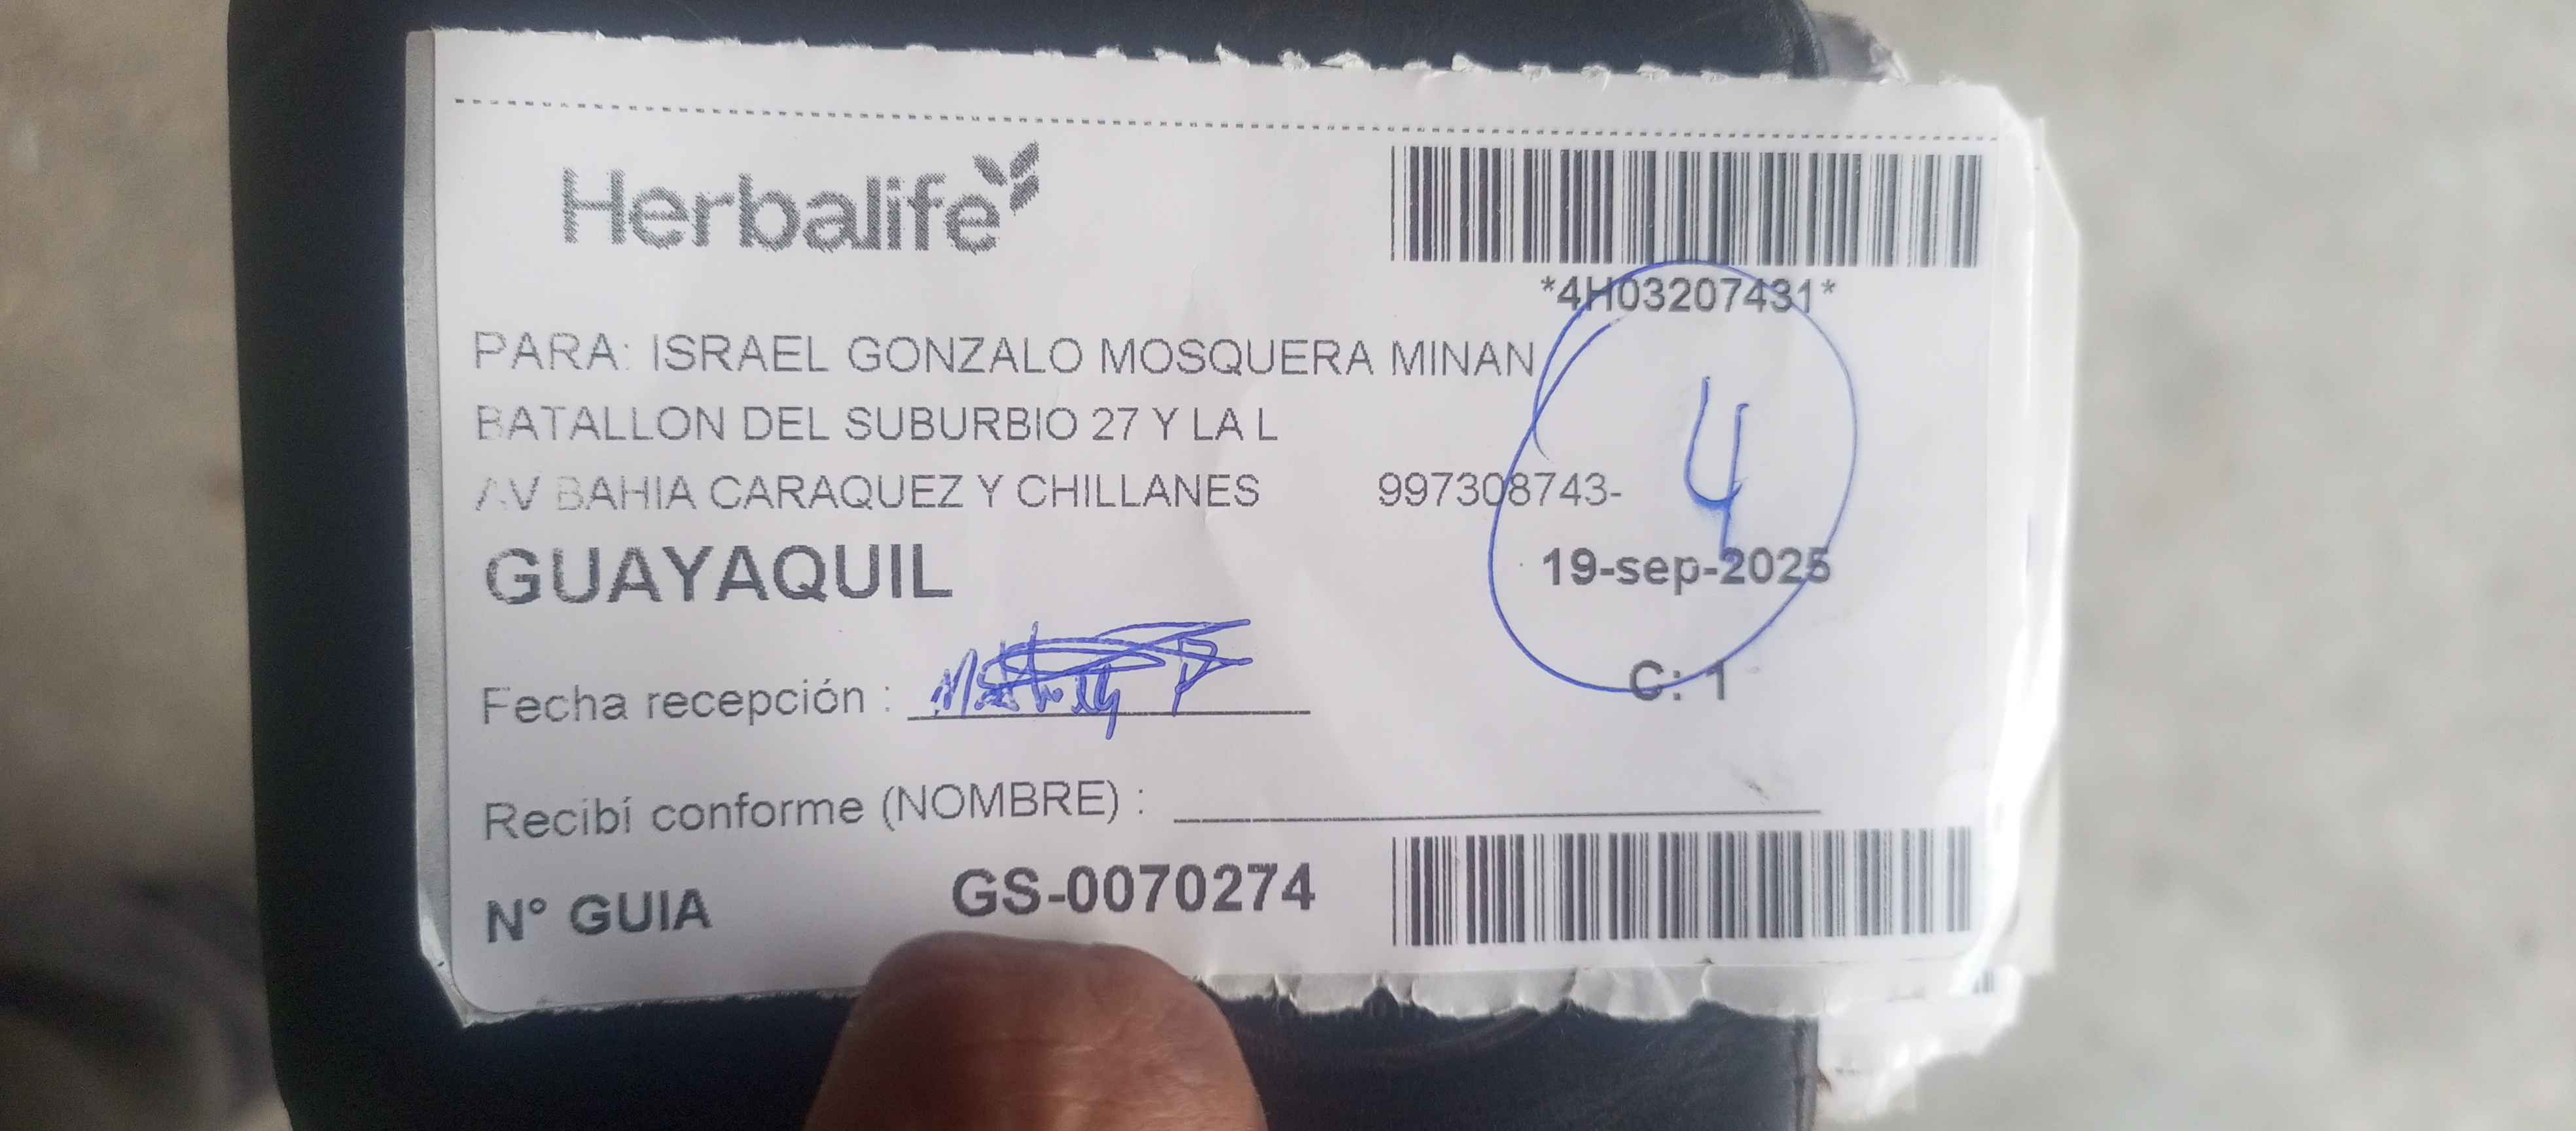 Herbalife
*4H03207431*
PARA: ISRAEL GONZALO MOSQUERA MINAN
BATALLON DEL SUBURBIO 27 Y LA L
AV BAHIA CARAQUEZ Y CHILLANES 997308743-
4
GUAYAQUIL 19-sep-2025
C: 1
Fecha recepción :
Recibí conforme (NOMBRE) :
N° GUIA GS-0070274